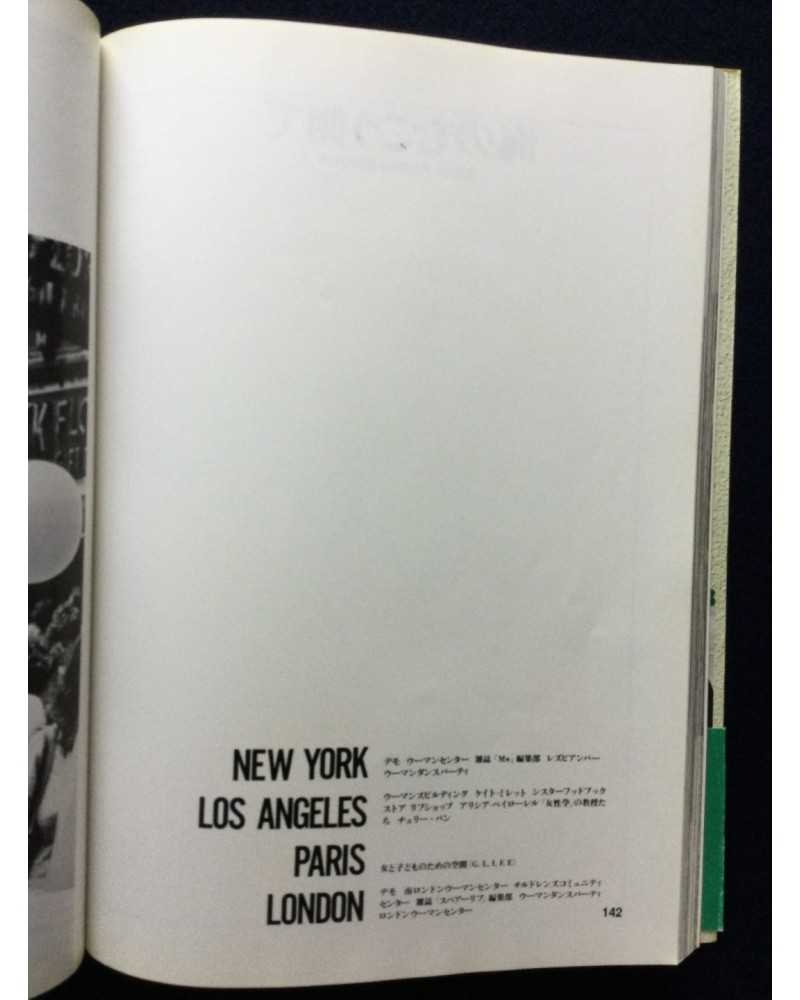 NEW YORK
デモ ウーマンセンター 雑誌「Ms」編集部 レズビアンバー
ウーマンダンスパーティ
LOS ANGELES
ウーマンズビルディング ケイト・ミレット シスターフッドブック
ストア リブショップ アリシア・ベイローレル「女性学」の教授た
ち チェリー・バン
PARIS
女と子どものための空間(G.L.I.F.E)
LONDON
デモ 南ロンドンウーマンセンター オルドレンズコミュニティ
センター 雑誌「スペアーリブ」編集部 ウーマンダンスパーティ
ロンドンウーマンセンター
142